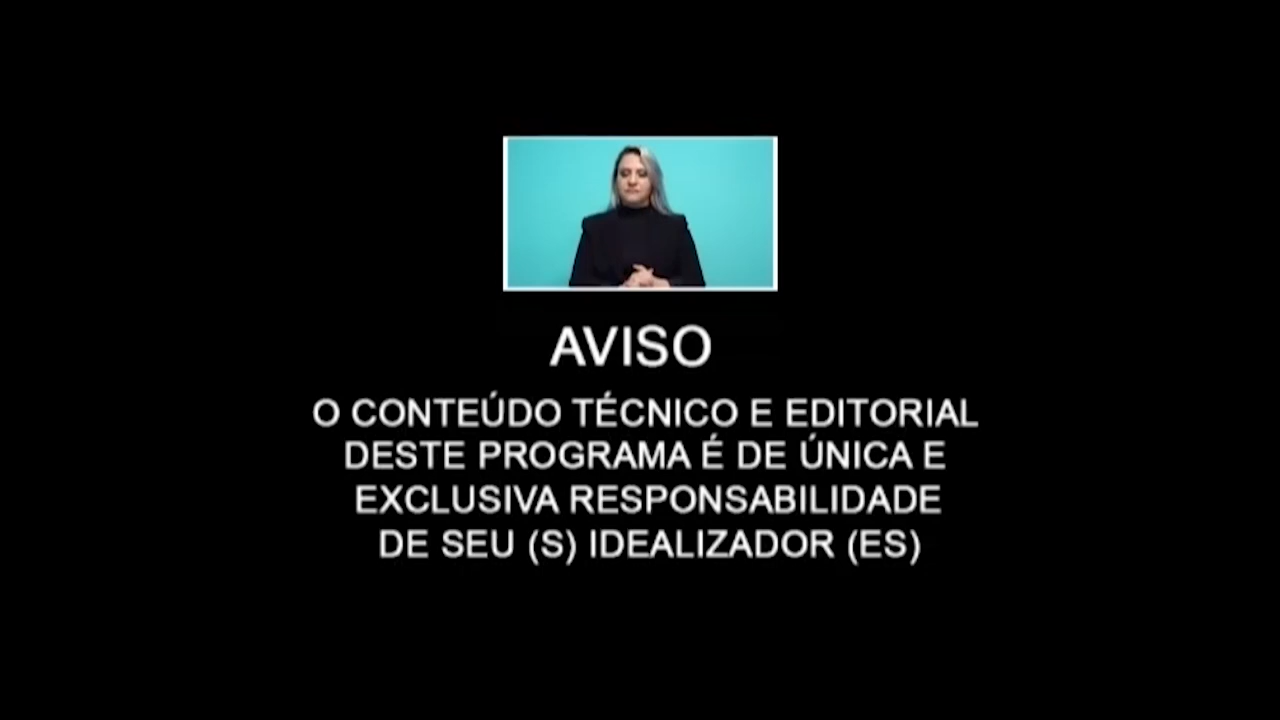 AVISO
O CONTEÚDO TÉCNICO E EDITORIAL
DESTE PROGRAMA É DE ÚNICA E
EXCLUSIVA RESPONSABILIDADE
DE SEU (S) IDEALIZADOR (ES)